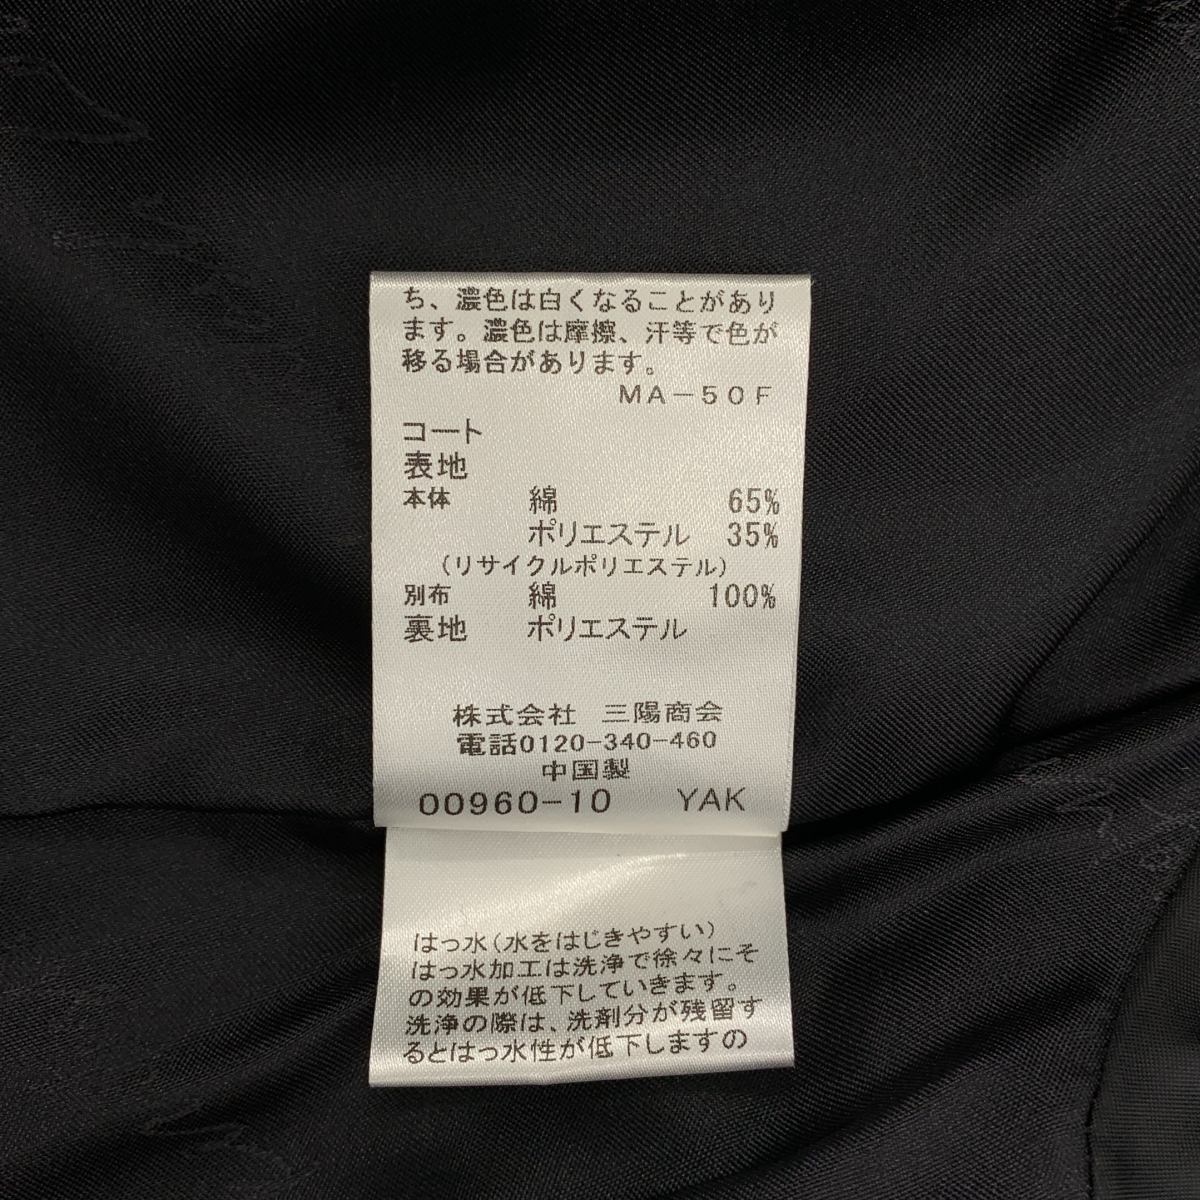 ち、濃色は白くなることがあり
ます。濃色は摩擦、汗等で色が
移る場合があります。
MA-50F
コート
表地
本体 綿 65%
ポリエステル 35%
(リサイクルポリエステル)
別布 綿 100%
裏地 ポリエステル
株式会社 三陽商会
電話0120-340-460
中国製
00960-10 YAK
はっ水(水をはじきやすい)
はっ水加工は洗浄で徐々にそ
の効果が低下していきます。
洗浄の際は、洗剤分が残留す
るとはっ水性が低下しますの